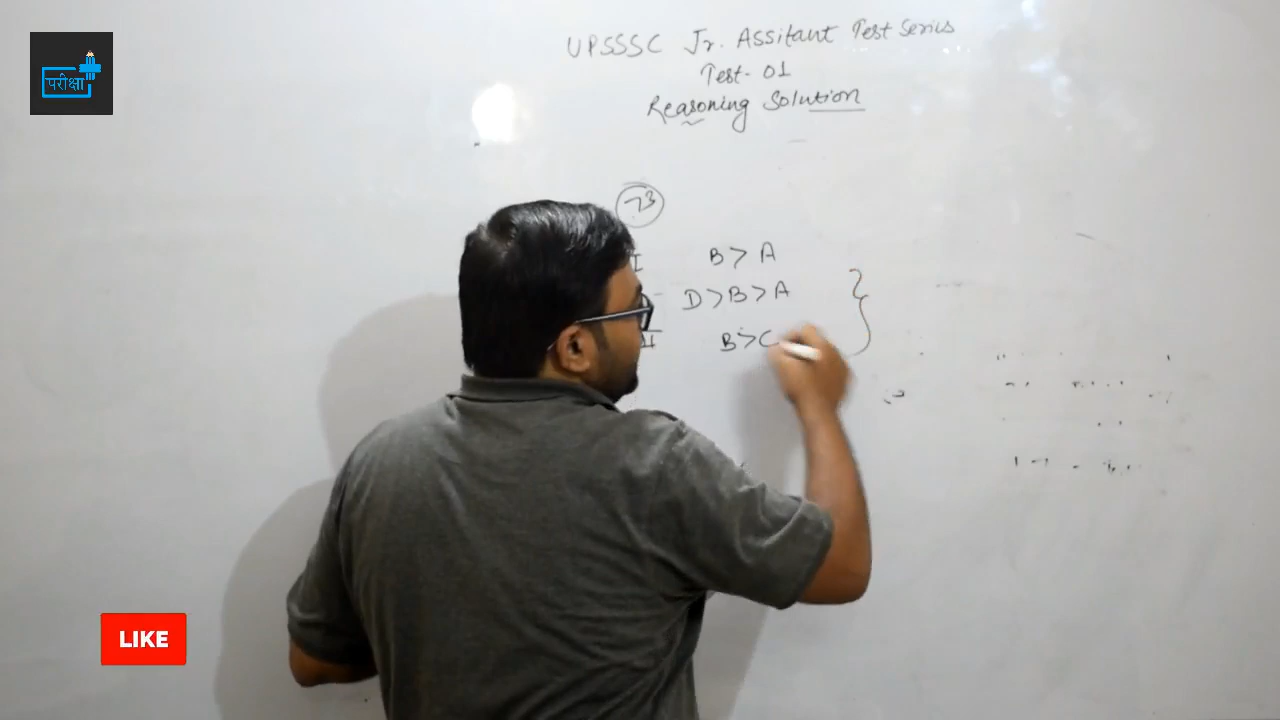 परीक्षा
UPSSSC Jr. Assitant Test Series
Test-01
Reasoning Solution
73
I B > A
D > B > A
B > C
LIKE